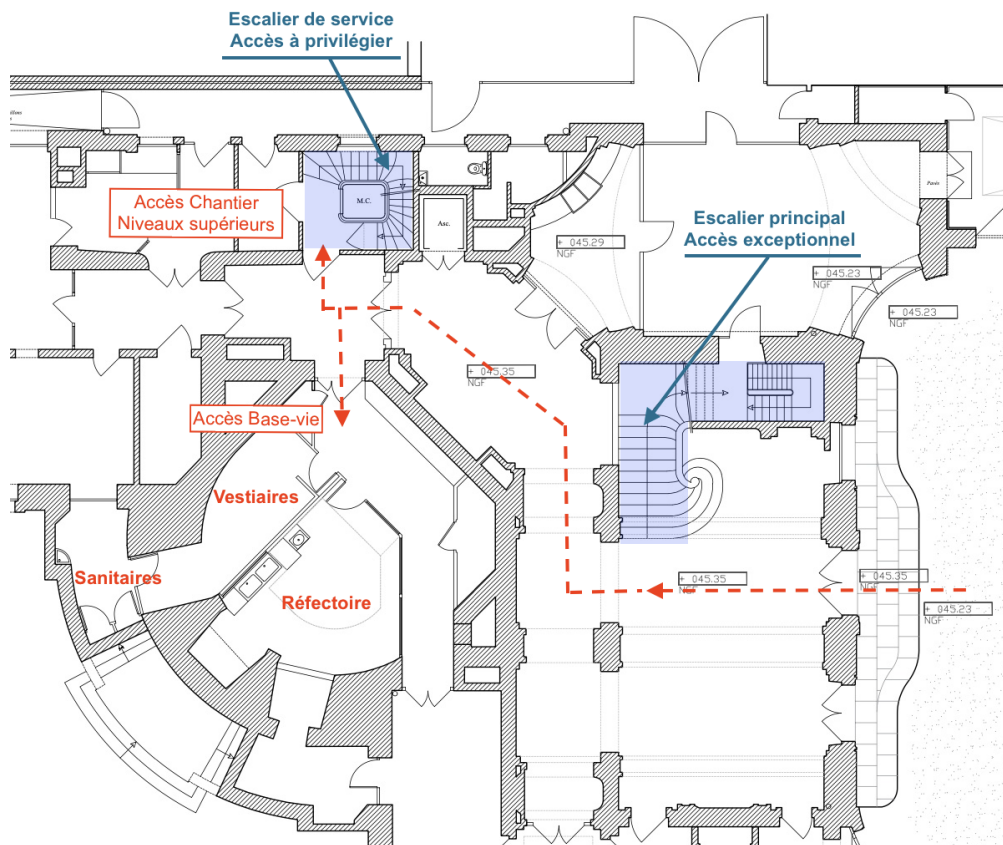 Escalier de service
Accès à privilégier
Accès Chantier
Niveaux supérieurs
M.C.
Asc.
Escalier principal
Accès exceptionnel
+ 045.29
NGF
+ 045.23
NGF
+ 045.23
NGF
+ 045.35
NGF
Accès Base-vie
Vestiaires
Sanitaires
Réfectoire
+ 045.35
NGF
+ 045.35
NGF
+ 045.23
NGF